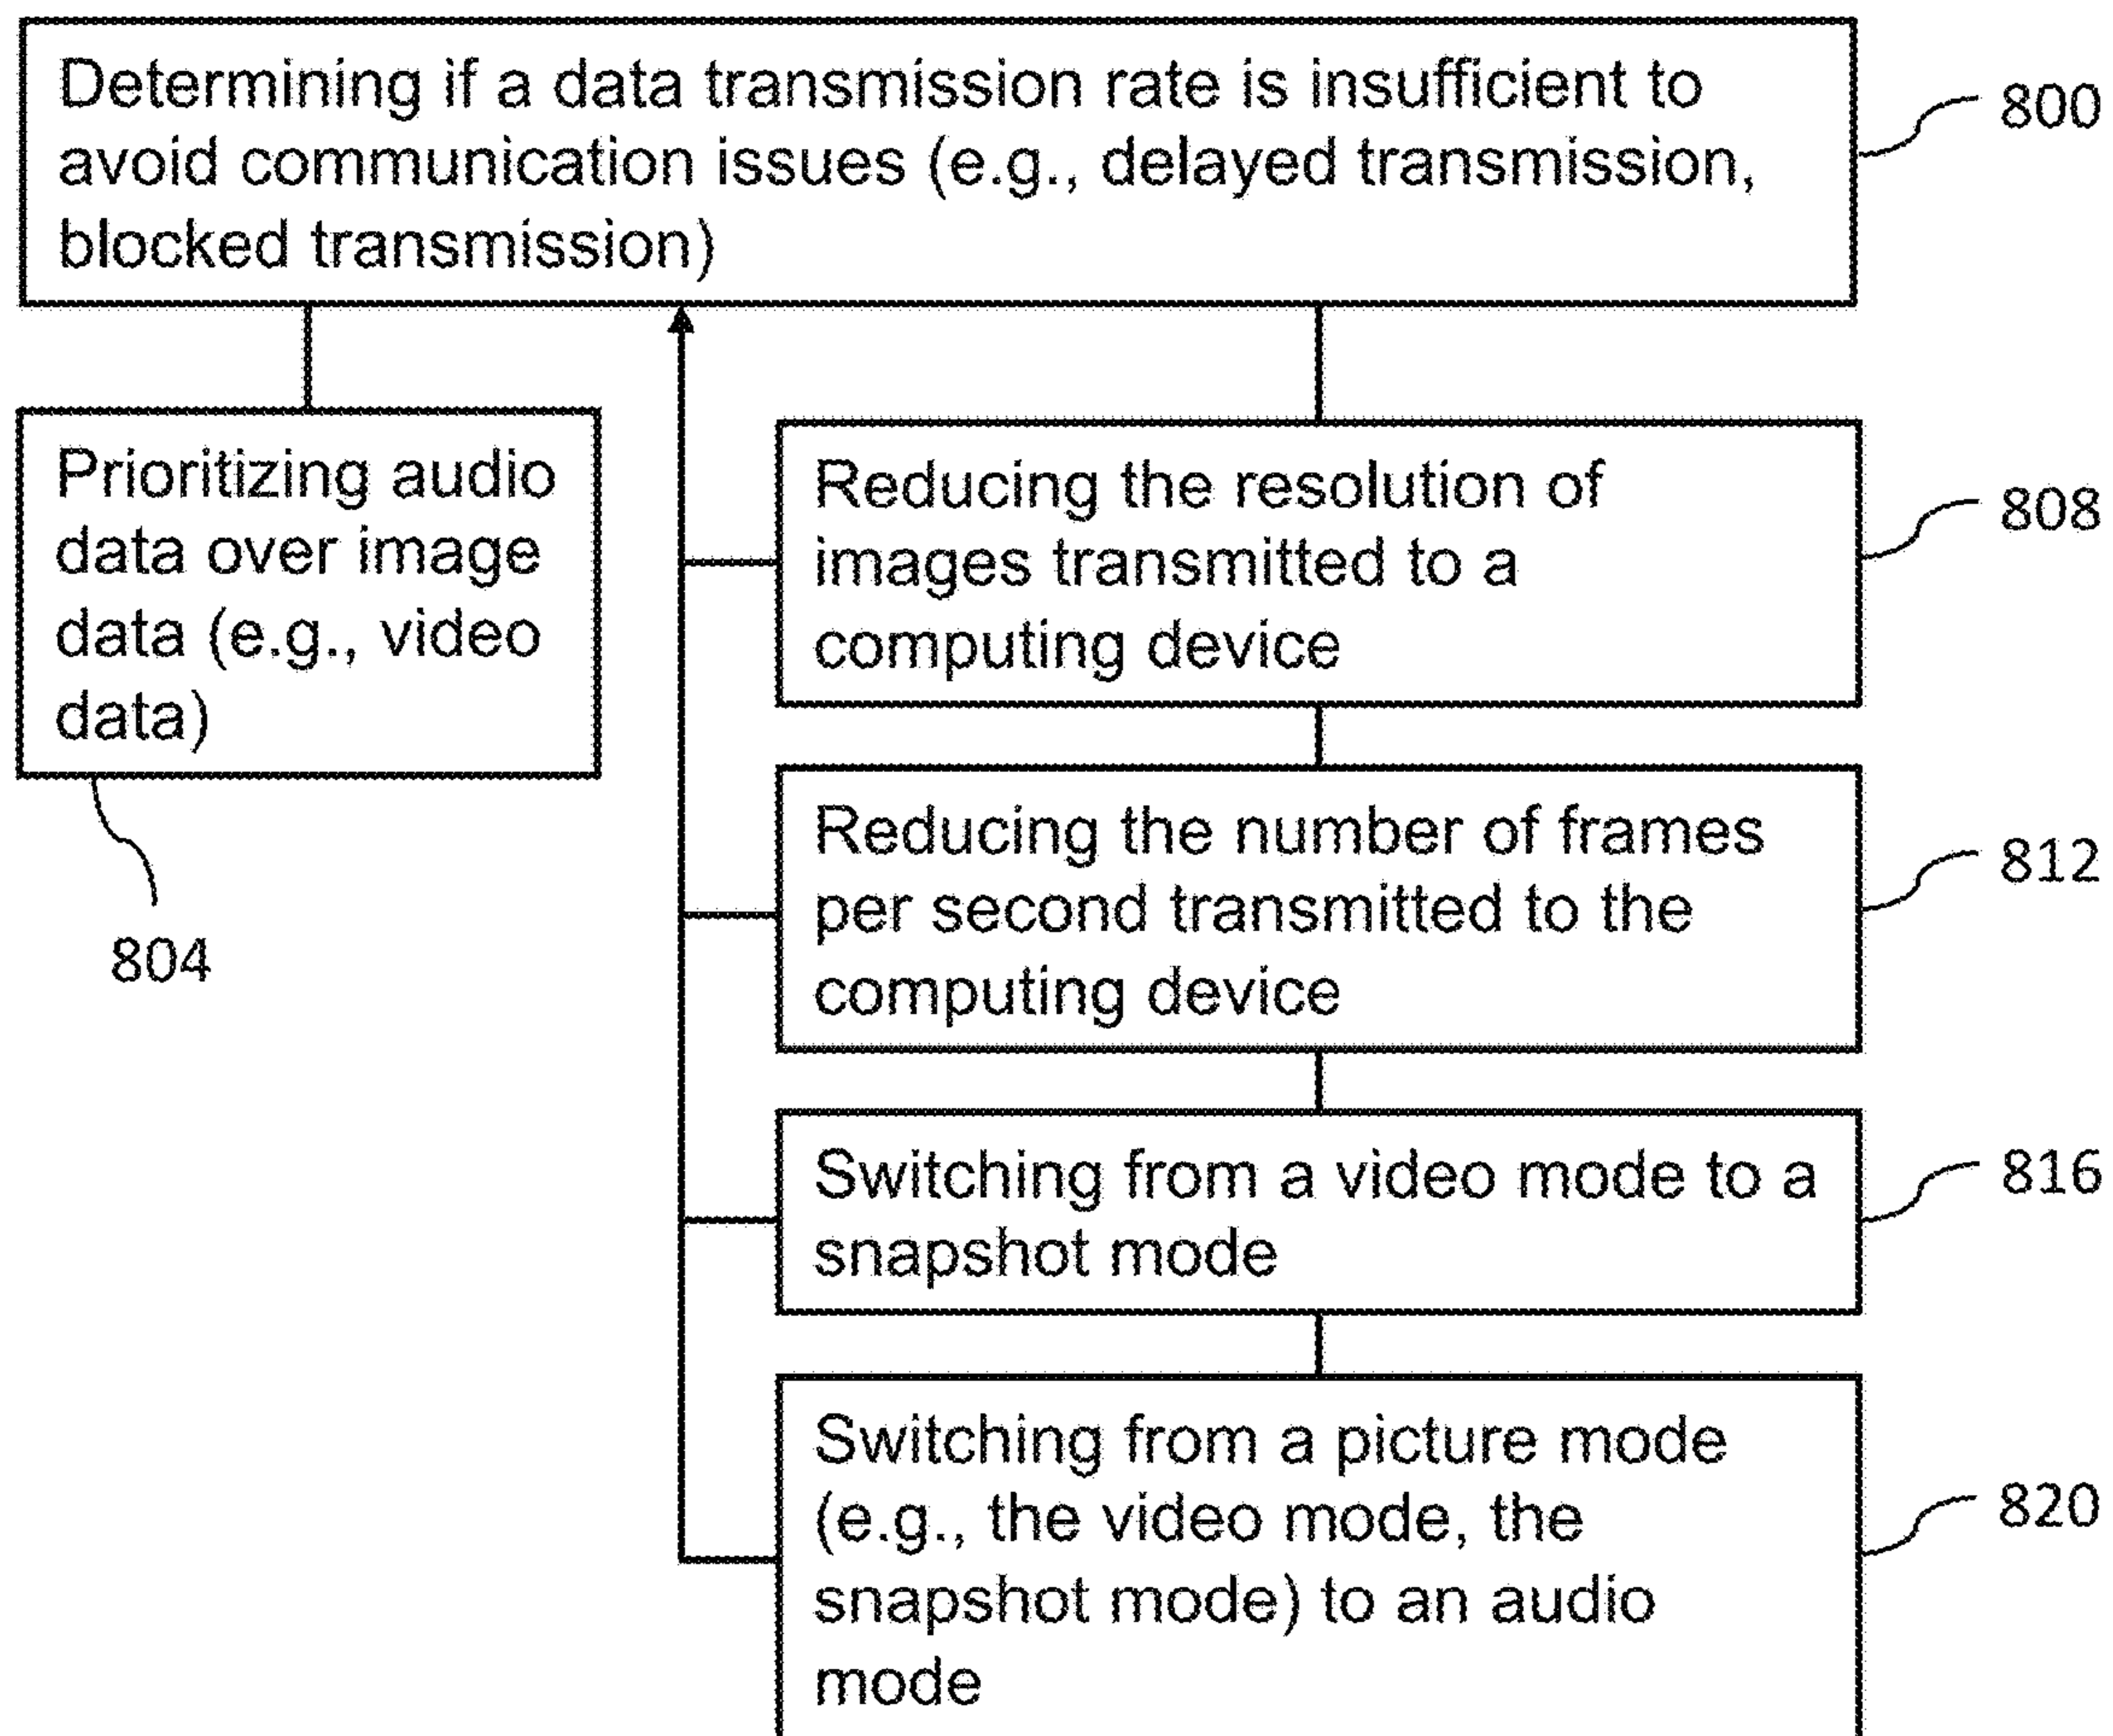 Determining if a data transmission rate is insufficient to
avoid communication issues (e.g., delayed transmission,
blocked transmission)
800
Prioritizing audio
data over image
data (e.g., video
data)
804
Reducing the resolution of
images transmitted to a
computing device
808
Reducing the number of frames
per second transmitted to the
computing device
812
Switching from a video mode to a
snapshot mode
816
Switching from a picture mode
(e.g., the video mode, the
snapshot mode) to an audio
mode
820